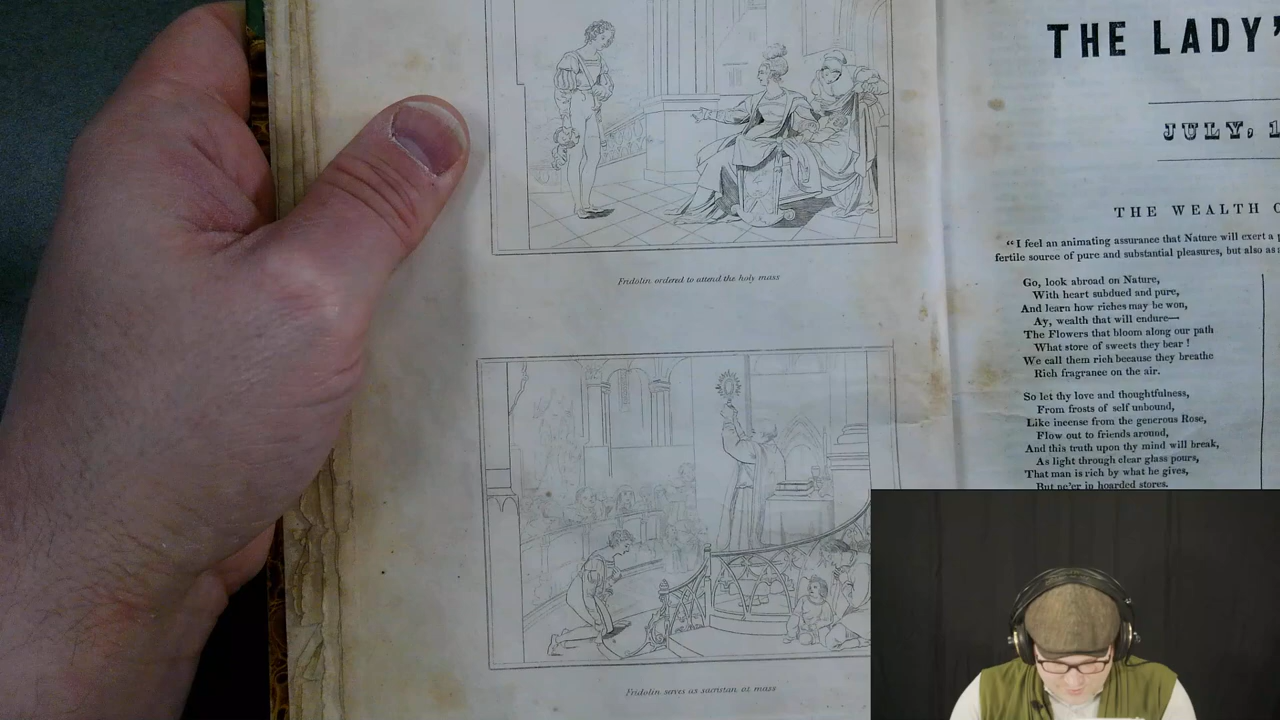 Fridolin ordered to attend the holy mass
Fridolin serves as sacristan at mass
THE LADY'
JULY, 1
THE WEALTH O
"I feel an animating assurance that Nature will exert a p
fertile source of pure and substantial pleasures, but also as
Go, look abroad on Nature,
With heart subdued and pure,
And learn how riches may be won,
Ay, wealth that will endure—
The Flowers that bloom along our path
What store of sweets they bear!
We call them rich because they breathe
Rich fragrance on the air.
So let thy love and thoughtfulness,
From frosts of self unbound,
Like incense from the generous Rose,
Flow out to friends around,
And this truth upon thy mind will break,
As light through clear glass pours,
That man is rich by what he gives,
But ne'er in hoarded stores.